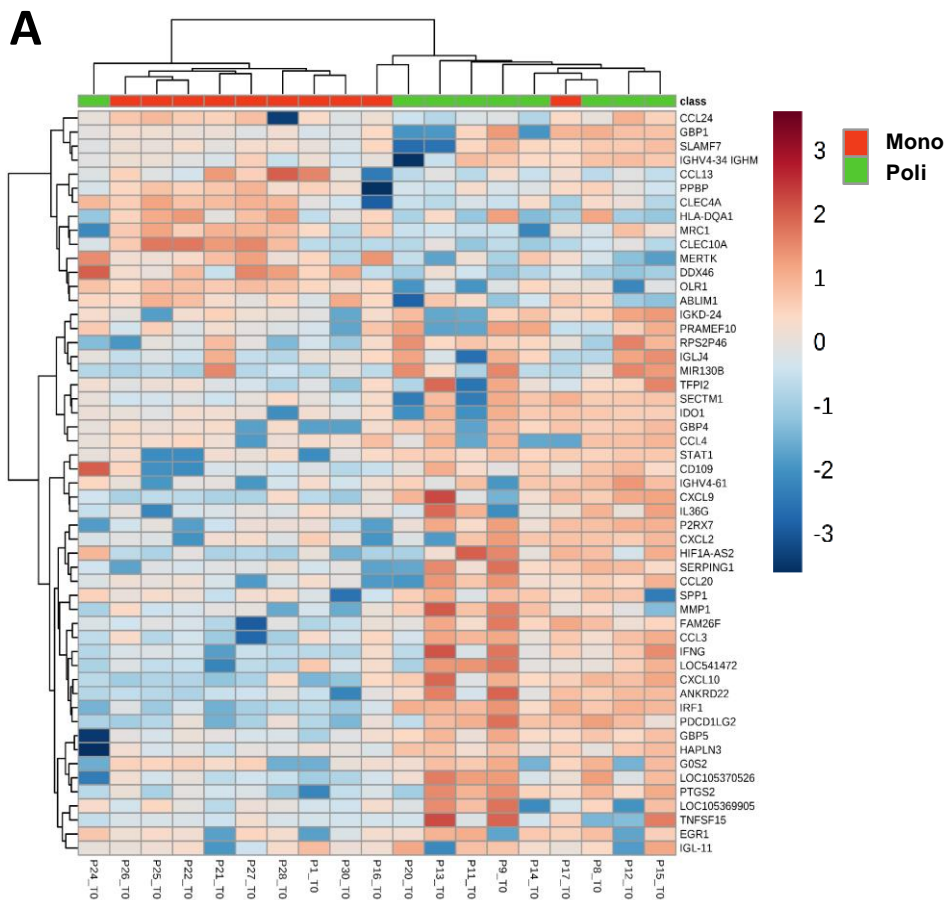 A
class
CCL24
GBP1
SLAMF7
IGHV4-34 IGHM
CCL13
PPBP
CLEC4A
HLA-DQA1
MRC1
CLEC10A
MERTK
DDX46
OLR1
ABLIM1
IGKD-24
PRAMEF10
RPS2P46
IGLJ4
MIR130B
TFPI2
SECTM1
IDO1
GBP4
CCL4
STAT1
CD109
IGHV4-61
CXCL9
IL36G
P2RX7
CXCL2
HIF1A-AS2
SERPING1
CCL20
SPP1
MMP1
FAM26F
CCL3
IFNG
LOC541472
CXCL10
ANKRD22
IRF1
PDCD1LG2
GBP5
HAPLN3
G0S2
LOC105370526
PTGS2
LOC105369905
TNFSF15
EGR1
IGL-11
P24_T0
P26_T0
P25_T0
P22_T0
P21_T0
P27_T0
P28_T0
P1_T0
P30_T0
P16_T0
P20_T0
P13_T0
P11_T0
P9_T0
P14_T0
P17_T0
P8_T0
P12_T0
P15_T0
3
2
1
0
-1
-2
-3
Mono
Poli